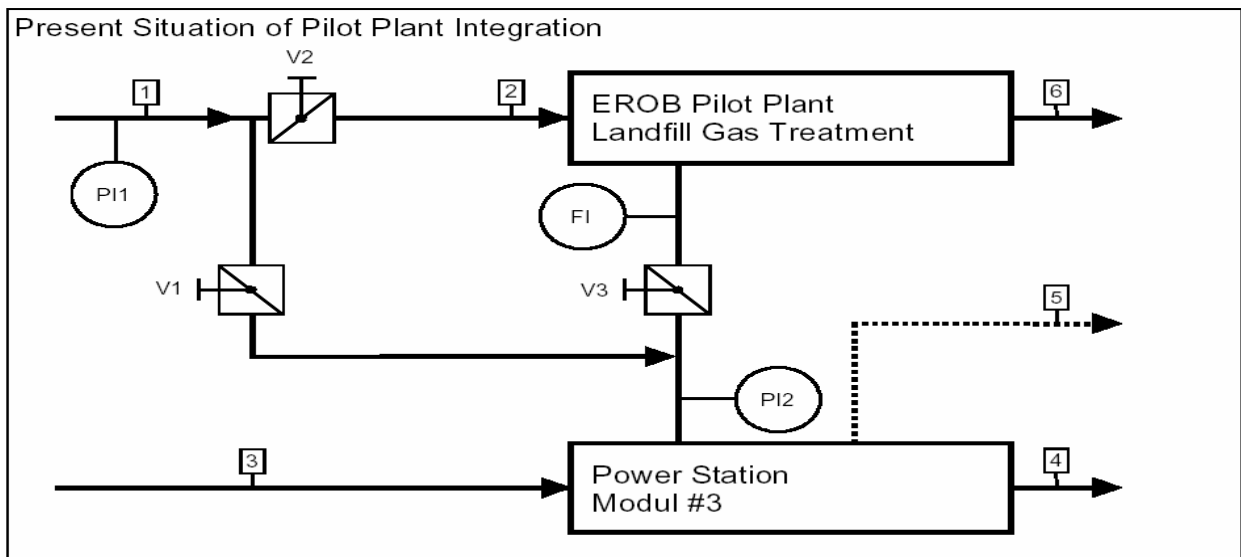 Present Situation of Pilot Plant Integration
V2
1
2
EROB Pilot Plant
Landfill Gas Treatment
6
PI1
FI
V1
V3
5
PI2
3
Power Station
Modul #3
4